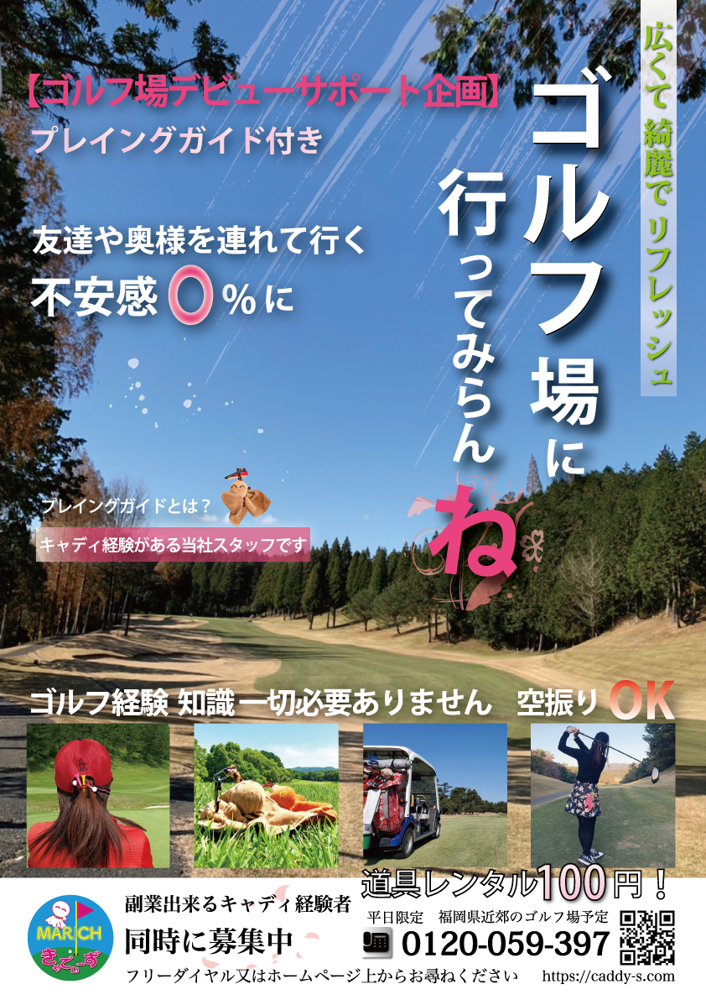 広くて 綺麗で リフレッシュ
ゴルフ場に
行ってみらんね
【ゴルフ場デビューサポート企画】
プレイングガイド付き
友達や奥様を連れて行く
不安感0%に
プレイングガイドとは？
キャディ経験がある当社スタッフです
ゴルフ経験 知識 一切必要ありません 空振り OK
道具レンタル100円！
副業出来るキャディ経験者
同時に募集中
平日限定 福岡県近郊のゴルフ場予定
0120-059-397
フリーダイヤル又はホームページ上からお尋ねください https://caddy-s.com
MARICH
きゃでぃーず